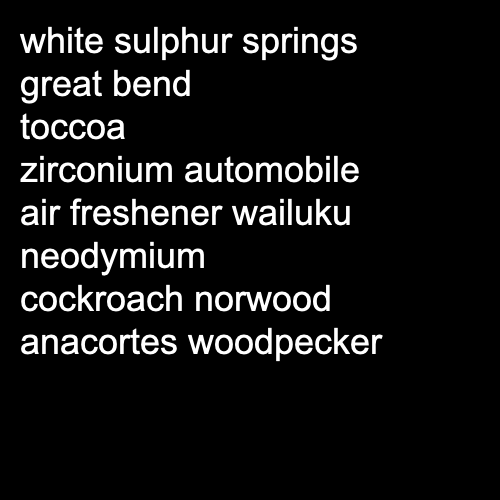 white sulphur springs
great bend
toccoa
zirconium automobile
air freshener wailuku
neodymium
cockroach norwood
anacortes woodpecker